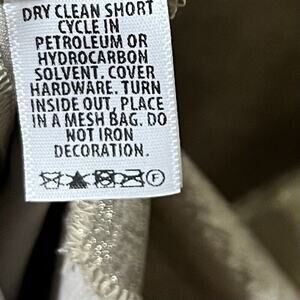 DRY CLEAN SHORT
CYCLE IN
PETROLEUM OR
HYDROCARBON
SOLVENT. COVER
HARDWARE. TURN
INSIDE OUT, PLACE
IN A MESH BAG. DO
NOT IRON
DECORATION.
F